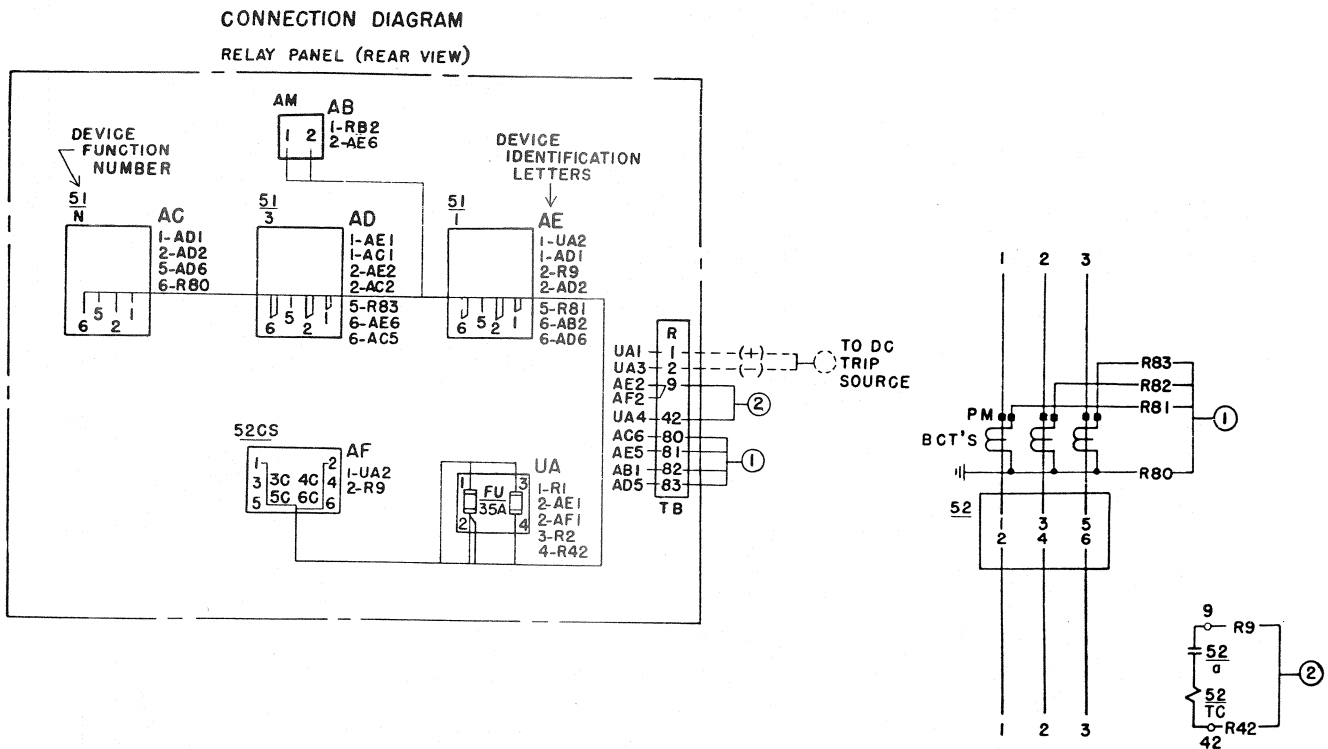 CONNECTION DIAGRAM
RELAY PANEL (REAR VIEW)
DEVICE
FUNCTION
NUMBER
AM
AB
1 2
1-RB2
2-AE6
DEVICE
IDENTIFICATION
LETTERS
51
N
AC
1-AD1
2-AD2
5-AD6
6-R80
6 5 2 1
51
3
AD
1-AE1
1-AC1
2-AE2
2-AC2
5-R83
6-AE6
6-AC5
6 5 2 1
51
1
AE
1-UA2
1-AD1
2-R9
2-AD2
5-R81
6-AB2
6-AD6
6 5 2 1
52CS
AF
1-UA2
2-R9
1 2
3 3C 4C 4
5 5C 6C 6
UA
1-R1
2-AE1
2-AF1
3-R2
4-R42
1 3
FU
35A
2 4
R
UA1 1 (+)
UA3 2 (–)
AE2 9
AF2
UA4 42
AC6 80
AE5 81
AB1 82
AD5 83
TB
2
1
TO DC
TRIP
SOURCE
1 2 3
R83
R82
R81
PM
BCT'S
1
R80
52
1 3 5
2 4 6
1 2 3
9
R9
52
a
2
52
TC
R42
42